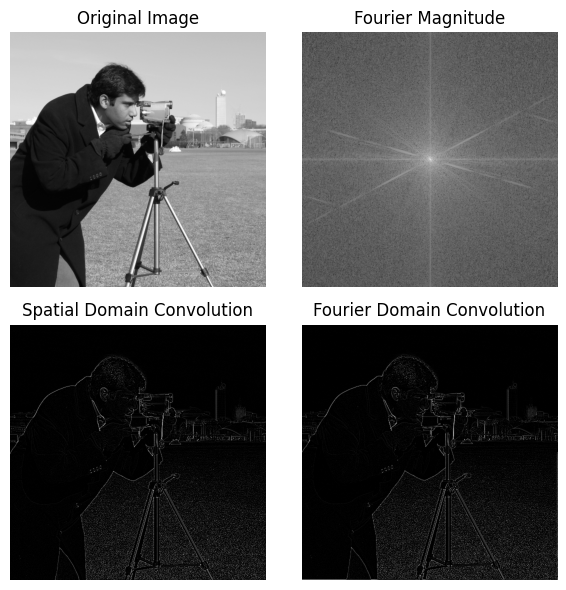 Original Image
Fourier Magnitude
Spatial Domain Convolution
Fourier Domain Convolution